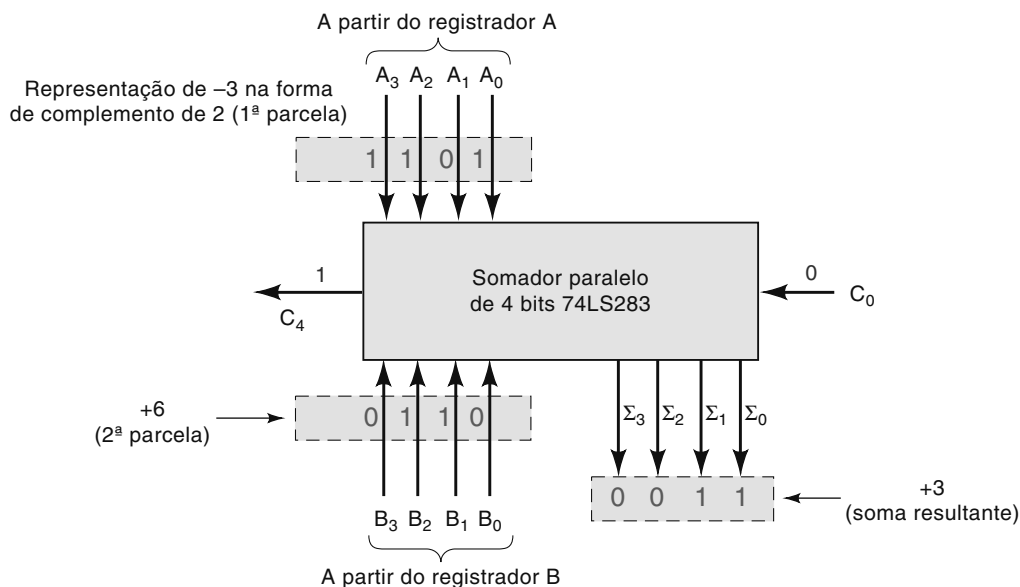 A partir do registrador A
A₃ A₂ A₁ A₀
Representação de –3 na forma
de complemento de 2 (1ª parcela)
1 1 0 1
1
C₄
Somador paralelo
de 4 bits 74LS283
0
C₀
+6
(2ª parcela)
0 1 1 0
Σ₃ Σ₂ Σ₁ Σ₀
0 0 1 1
+3
(soma resultante)
B₃ B₂ B₁ B₀
A partir do registrador B